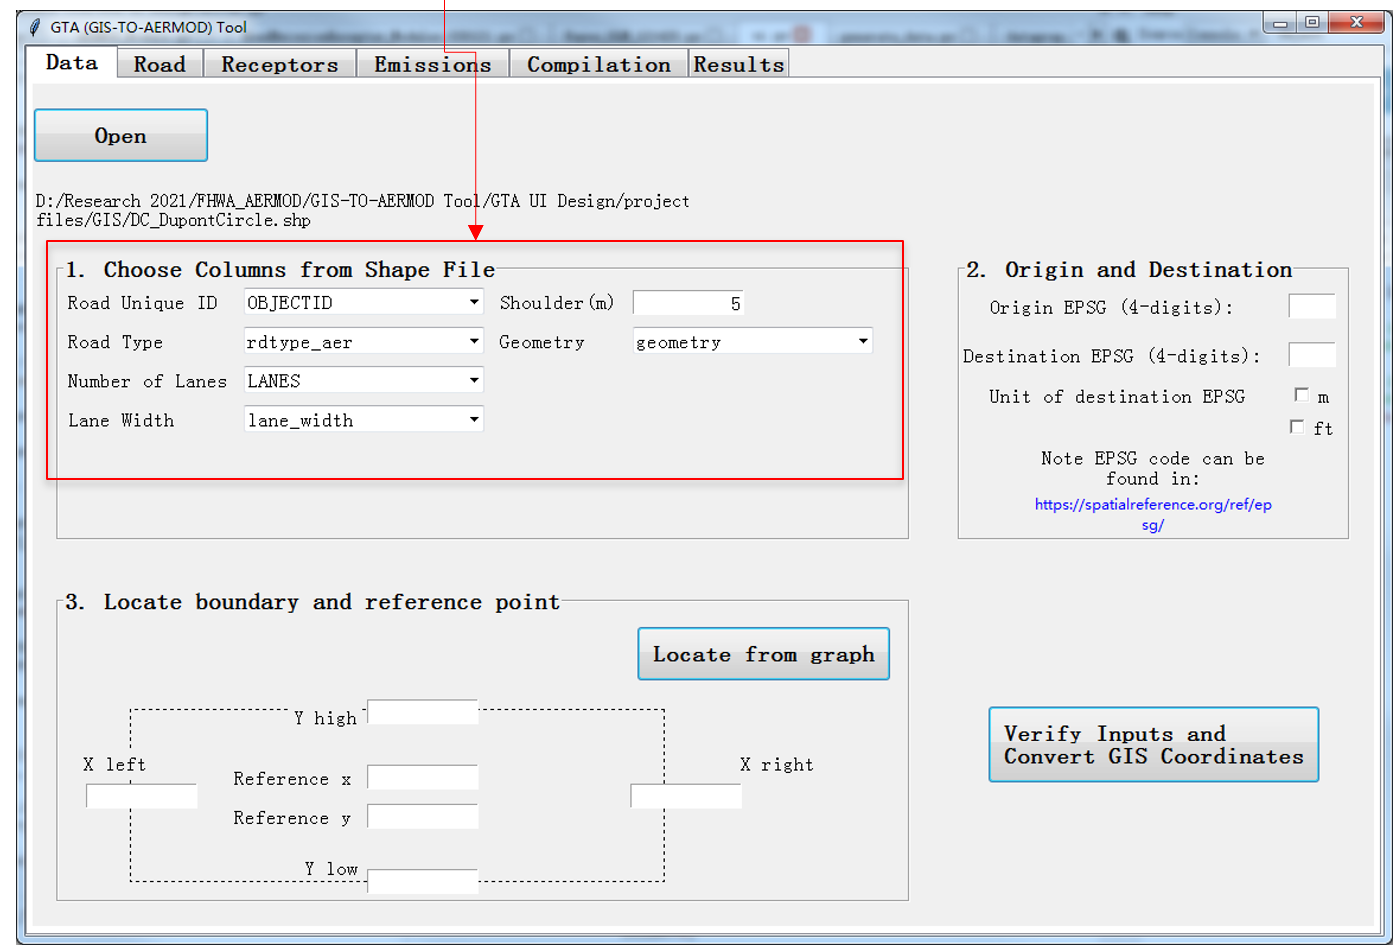 GTA (GIS-TO-AERMOD) Tool
Data Road Receptors Emissions Compilation Results
Open
D:/Research 2021/FHWA_AERMOD/GIS-TO-AERMOD Tool/GTA UI Design/project
files/GIS/DC_DupontCircle.shp
1. Choose Columns from Shape File
Road Unique ID OBJECTID Shoulder(m) 5
Road Type rdtype_aer Geometry geometry
Number of Lanes LANES
Lane Width lane_width
2. Origin and Destination
Origin EPSG (4-digits):
Destination EPSG (4-digits):
Unit of destination EPSG m
ft
Note EPSG code can be
found in:
https://spatialreference.org/ref/ep
sg/
3. Locate boundary and reference point
Locate from graph
Y high
X left
X right
Reference x
Reference y
Y low
Verify Inputs and
Convert GIS Coordinates